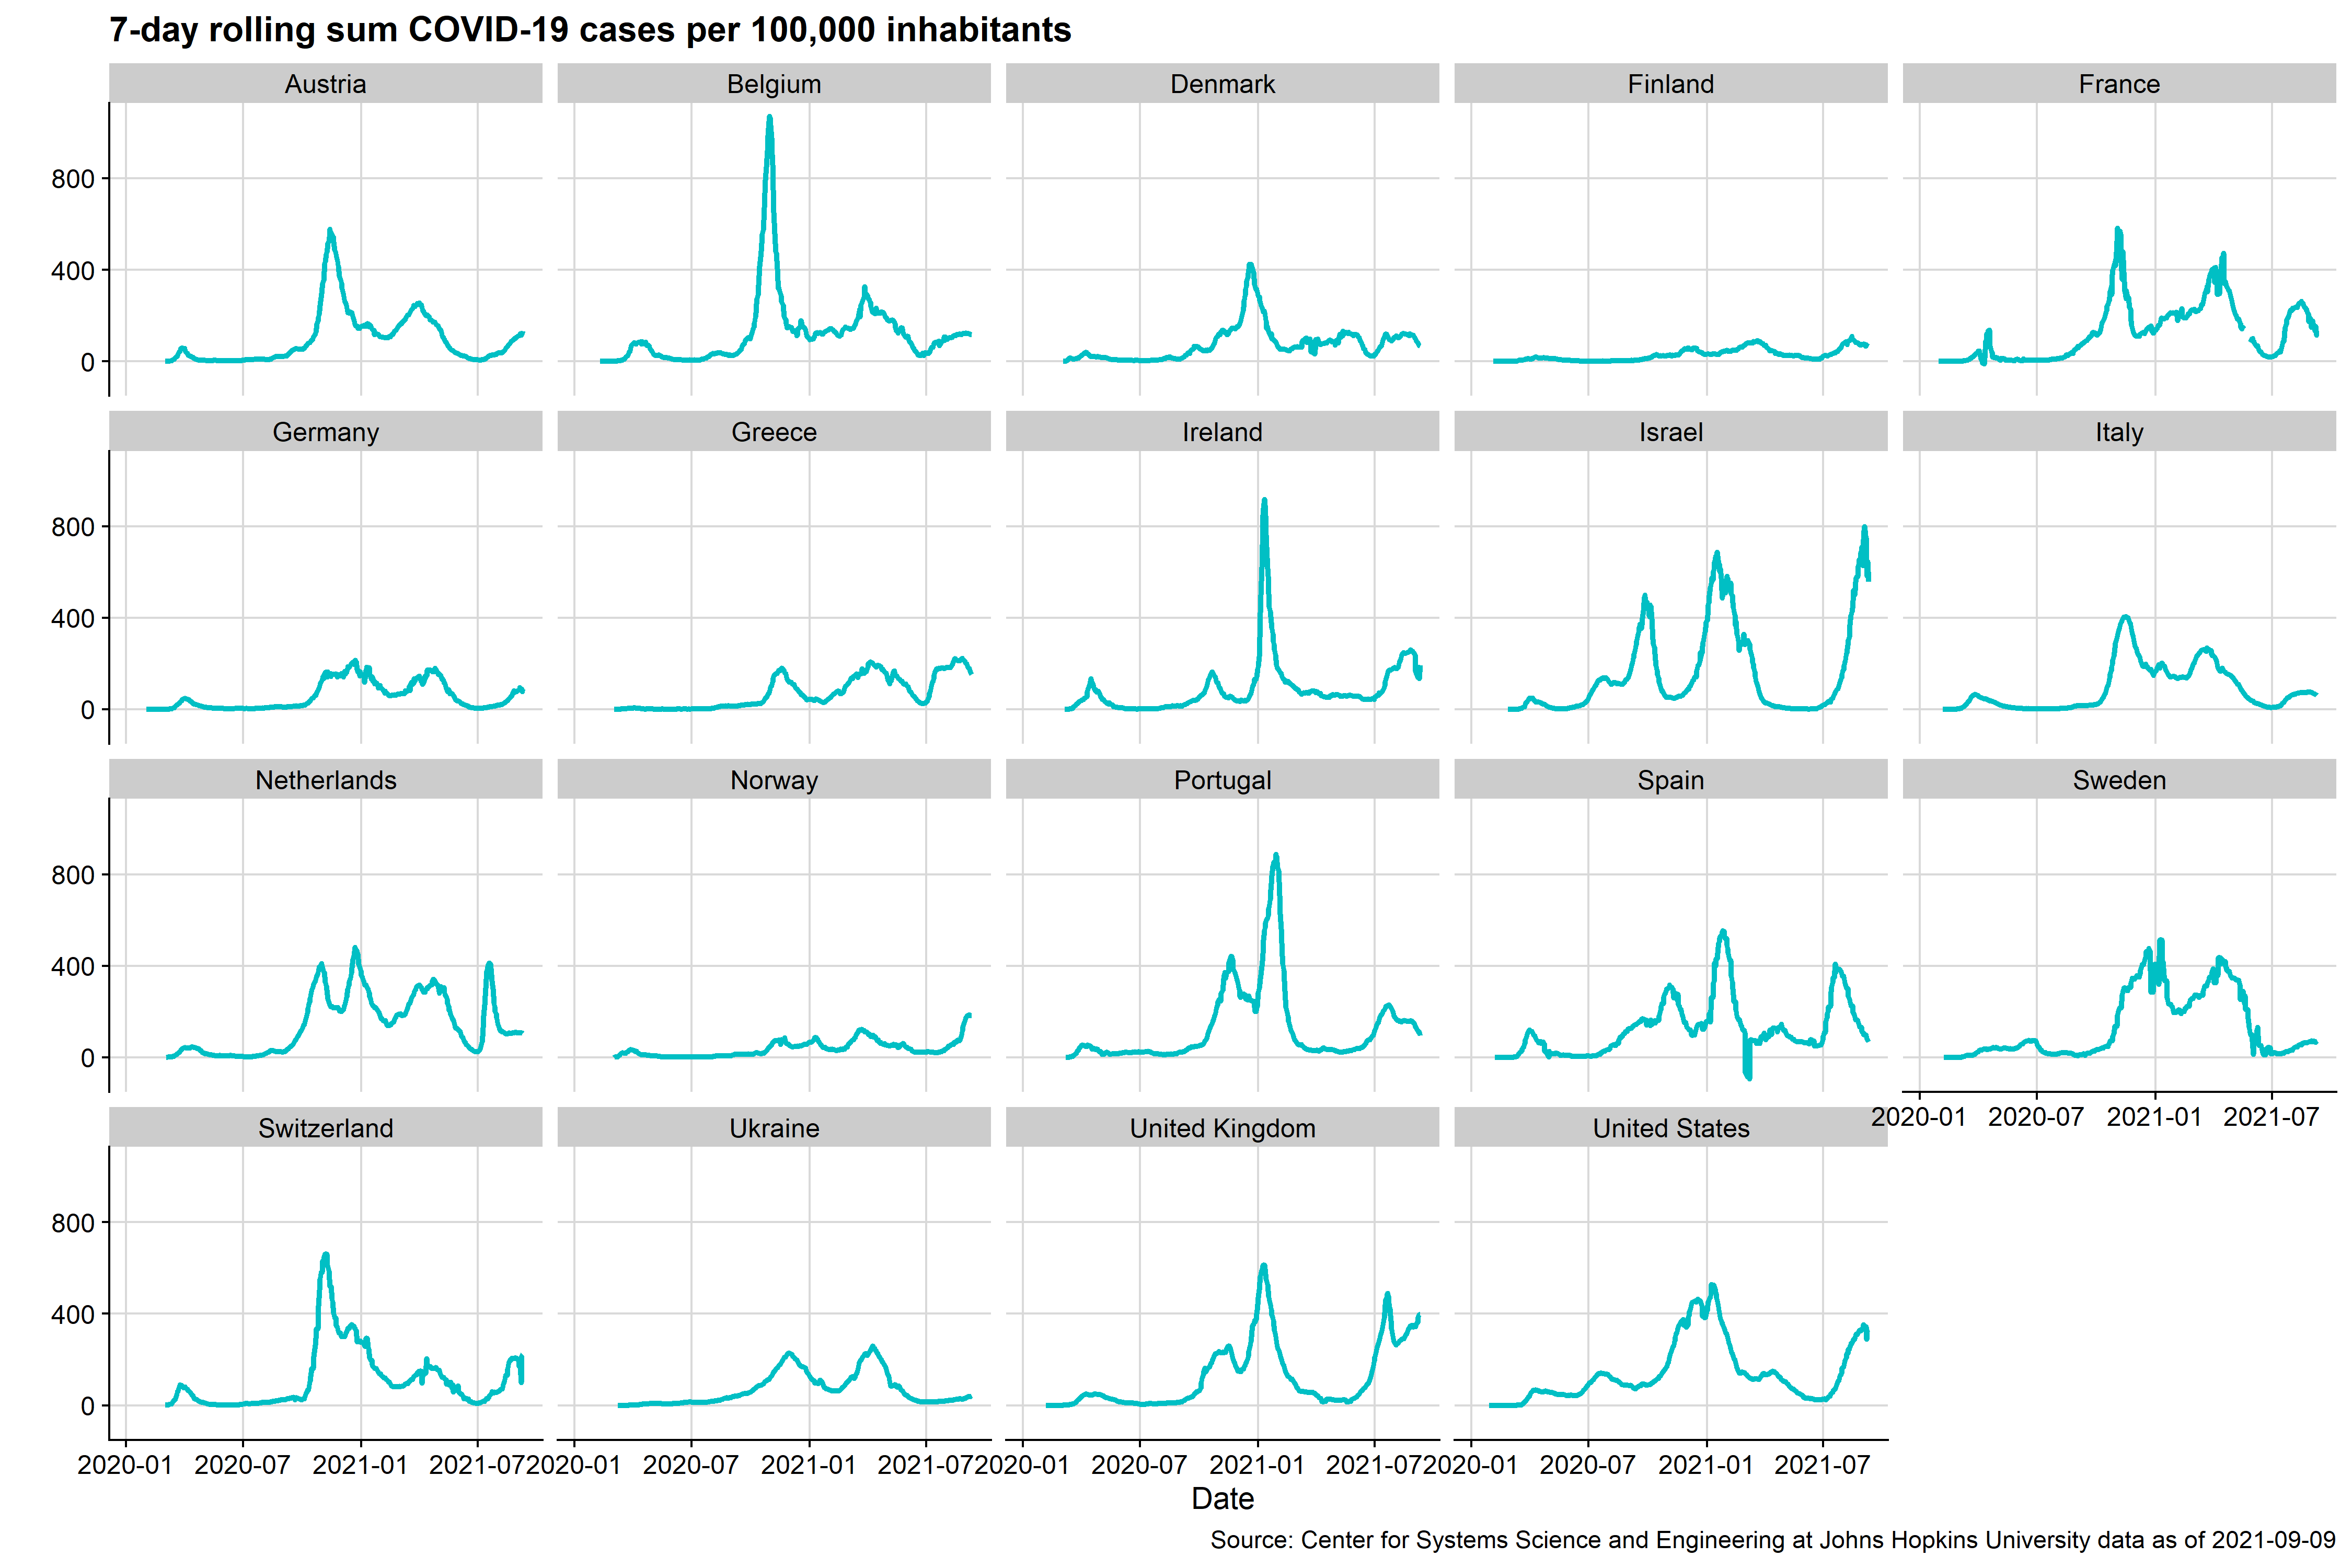 7-day rolling sum COVID-19 cases per 100,000 inhabitants
Austria Belgium Denmark Finland France
800
400
0
Germany Greece Ireland Israel Italy
800
400
0
Netherlands Norway Portugal Spain Sweden
800
400
0
2020-01 2020-07 2021-01 2021-07
Switzerland Ukraine United Kingdom United States
800
400
0
2020-01 2020-07 2021-01 2021-07 2020-01 2020-07 2021-01 2021-07 2020-01 2020-07 2021-01 2021-07 2020-01 2020-07 2021-01 2021-07
Date
Source: Center for Systems Science and Engineering at Johns Hopkins University data as of 2021-09-09